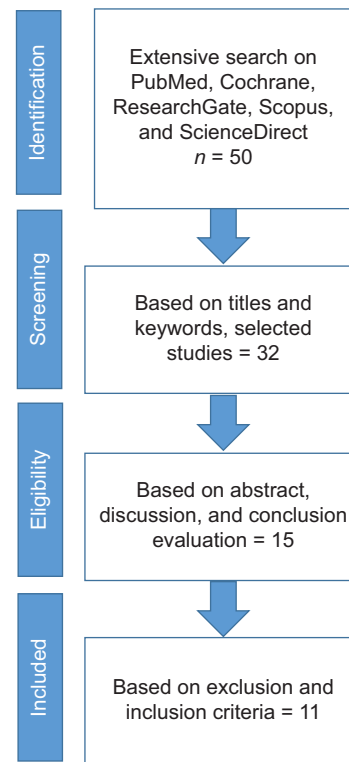 Identification
Extensive search on
PubMed, Cochrane,
ResearchGate, Scopus,
and ScienceDirect
n = 50
Screening
Based on titles and
keywords, selected
studies = 32
Eligibility
Based on abstract,
discussion, and conclusion
evaluation = 15
Included
Based on exclusion and
inclusion criteria = 11